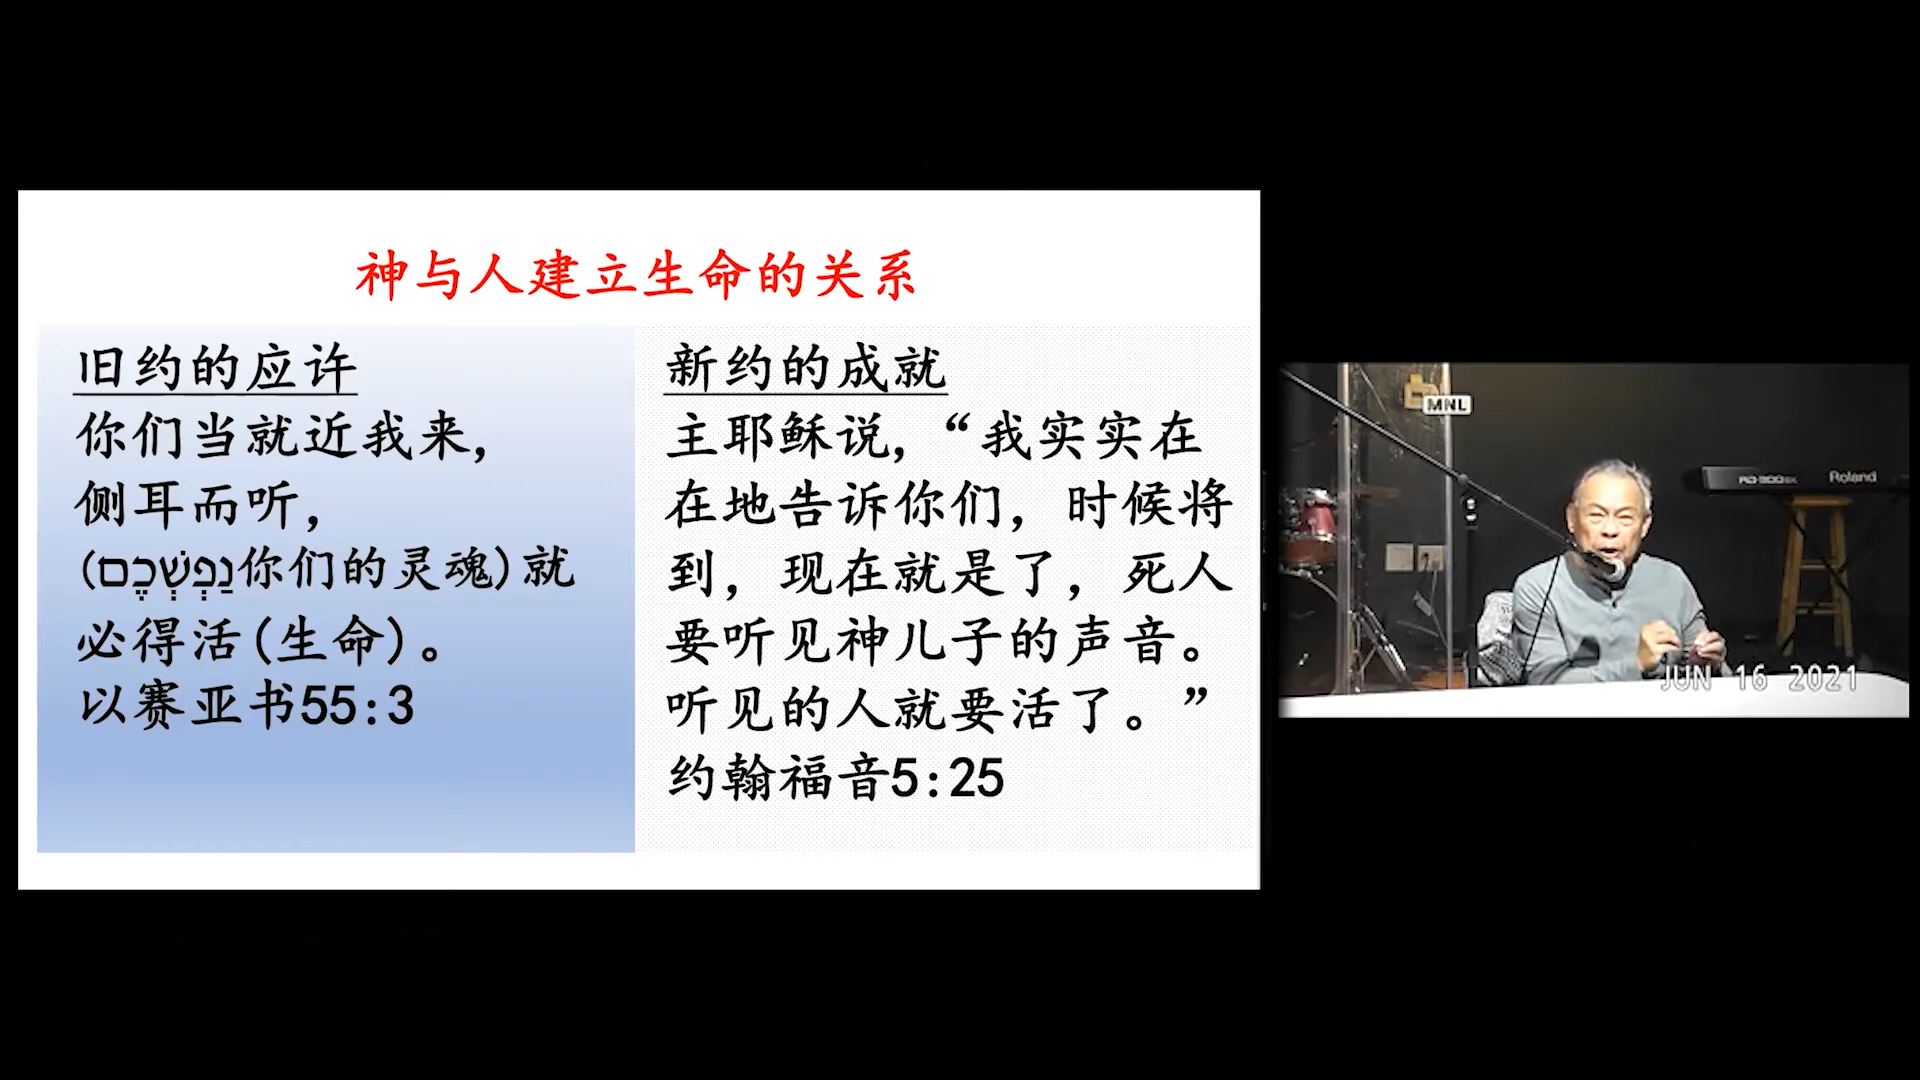 神与人建立生命的关系
旧约的应许
你们当就近我来，
侧耳而听，
(נַפְשְׁכֶם你们的灵魂)就
必得活(生命)。
以赛亚书55:3
新约的成就
主耶稣说，“我实实在
在地告诉你们，时候将
到，现在就是了，死人
要听见神儿子的声音。
听见的人就要活了。”
约翰福音5:25
MNL
Roland
JUN 16 2021